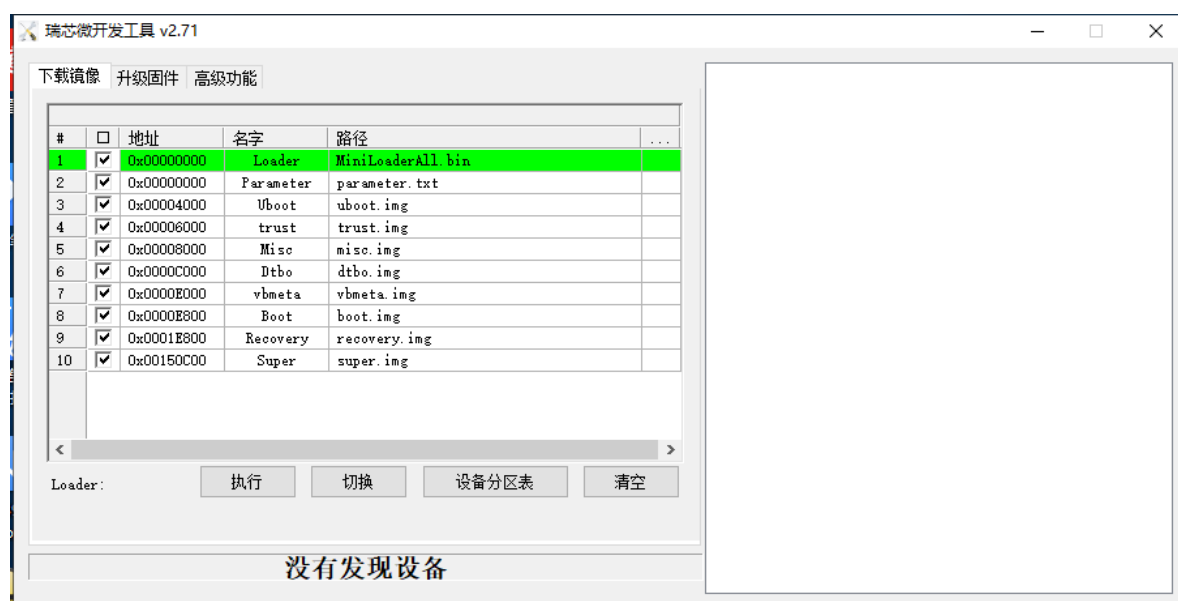 瑞芯微开发工具 v2.71
下载镜像 升级固件 高级功能
# 地址 名字 路径 ...
1 0x00000000 Loader MiniLoaderAll.bin
2 0x00000000 Parameter parameter.txt
3 0x00004000 Uboot uboot.img
4 0x00006000 trust trust.img
5 0x00008000 Misc misc.img
6 0x0000C000 Dtbo dtbo.img
7 0x0000E000 vbmeta vbmeta.img
8 0x0000E800 Boot boot.img
9 0x0001E800 Recovery recovery.img
10 0x00150C00 Super super.img
Loader: 执行 切换 设备分区表 清空
没有发现设备